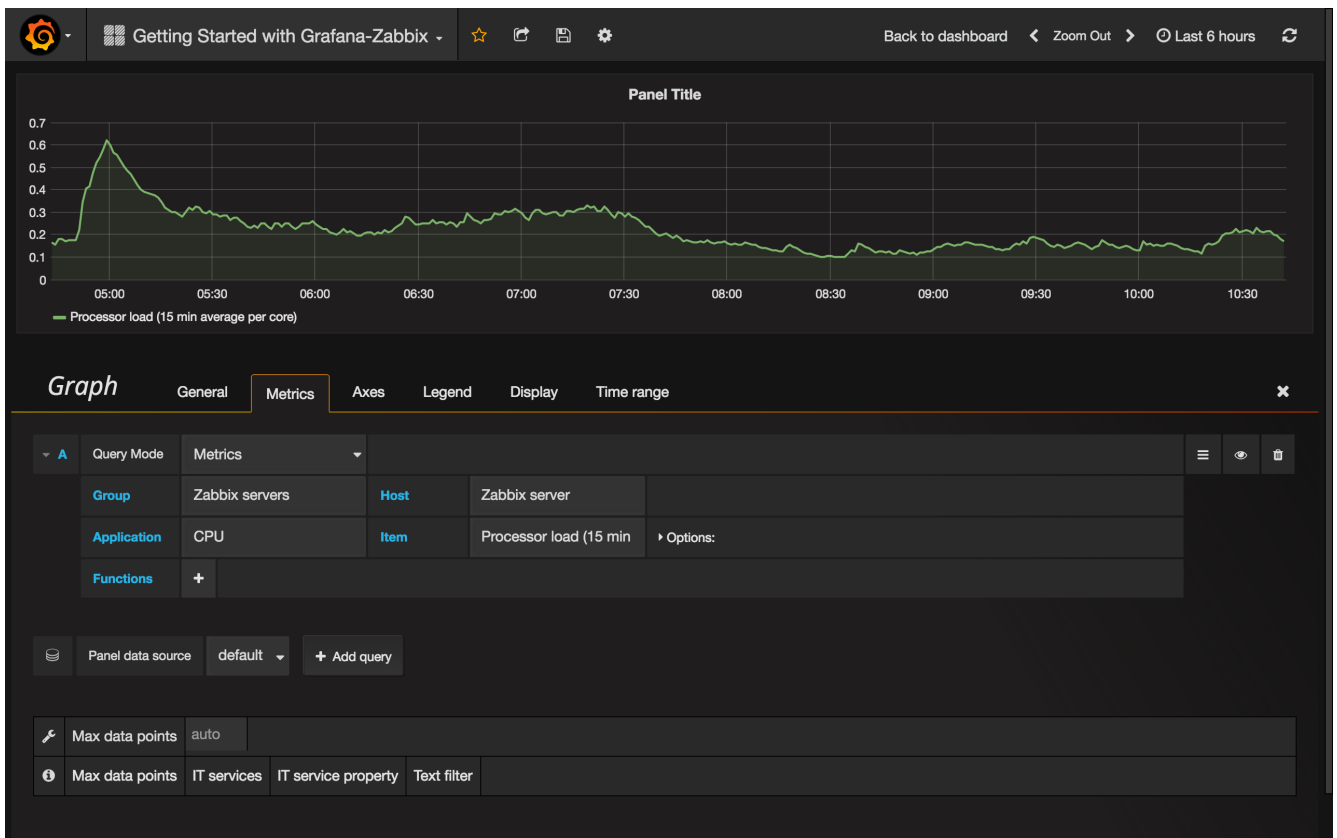 Getting Started with Grafana-Zabbix
Back to dashboard Zoom Out Last 6 hours
Panel Title
0.7
0.6
0.5
0.4
0.3
0.2
0.1
0
05:00 05:30 06:00 06:30 07:00 07:30 08:00 08:30 09:00 09:30 10:00 10:30
Processor load (15 min average per core)
Graph General Metrics Axes Legend Display Time range
A Query Mode Metrics
Group Zabbix servers Host Zabbix server
Application CPU Item Processor load (15 min Options:
Functions +
Panel data source default + Add query
Max data points auto
Max data points IT services IT service property Text filter